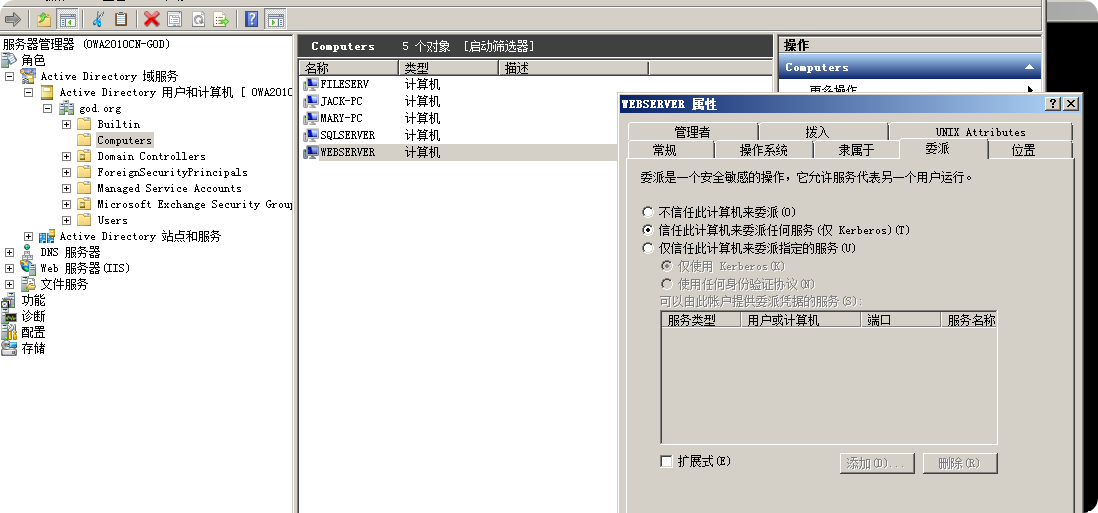 服务器管理器 (OWA2010CN-GOD)
角色
Active Directory 域服务
Active Directory 用户和计算机 [ OWA201C
god.org
Builtin
Computers
Domain Controllers
ForeignSecurityPrincipals
Managed Service Accounts
Microsoft Exchange Security Grou
Users
Active Directory 站点和服务
DNS 服务器
Web 服务器(IIS)
文件服务
功能
诊断
配置
存储
Computers 5 个对象 [启动筛选器]
名称 类型 描述
FILESERV 计算机
JACK-PC 计算机
MARY-PC 计算机
SQLSERVER 计算机
WEBSERVER 计算机
操作
Computers
更多操作
WEBSERVER 属性
管理者 拨入 UNIX Attributes
常规 操作系统 隶属于 委派 位置
委派是一个安全敏感的操作，它允许服务代表另一个用户运行。
不信任此计算机来委派(O)
信任此计算机来委派任何服务(仅 Kerberos)(T)
仅信任此计算机来委派指定的服务(U)
仅使用 Kerberos(K)
使用任何身份验证协议(N)
可以由此帐户提供委派凭据的服务(S):
服务类型 用户或计算机 端口 服务名称
扩展式(E) 添加(D)... 删除(R)